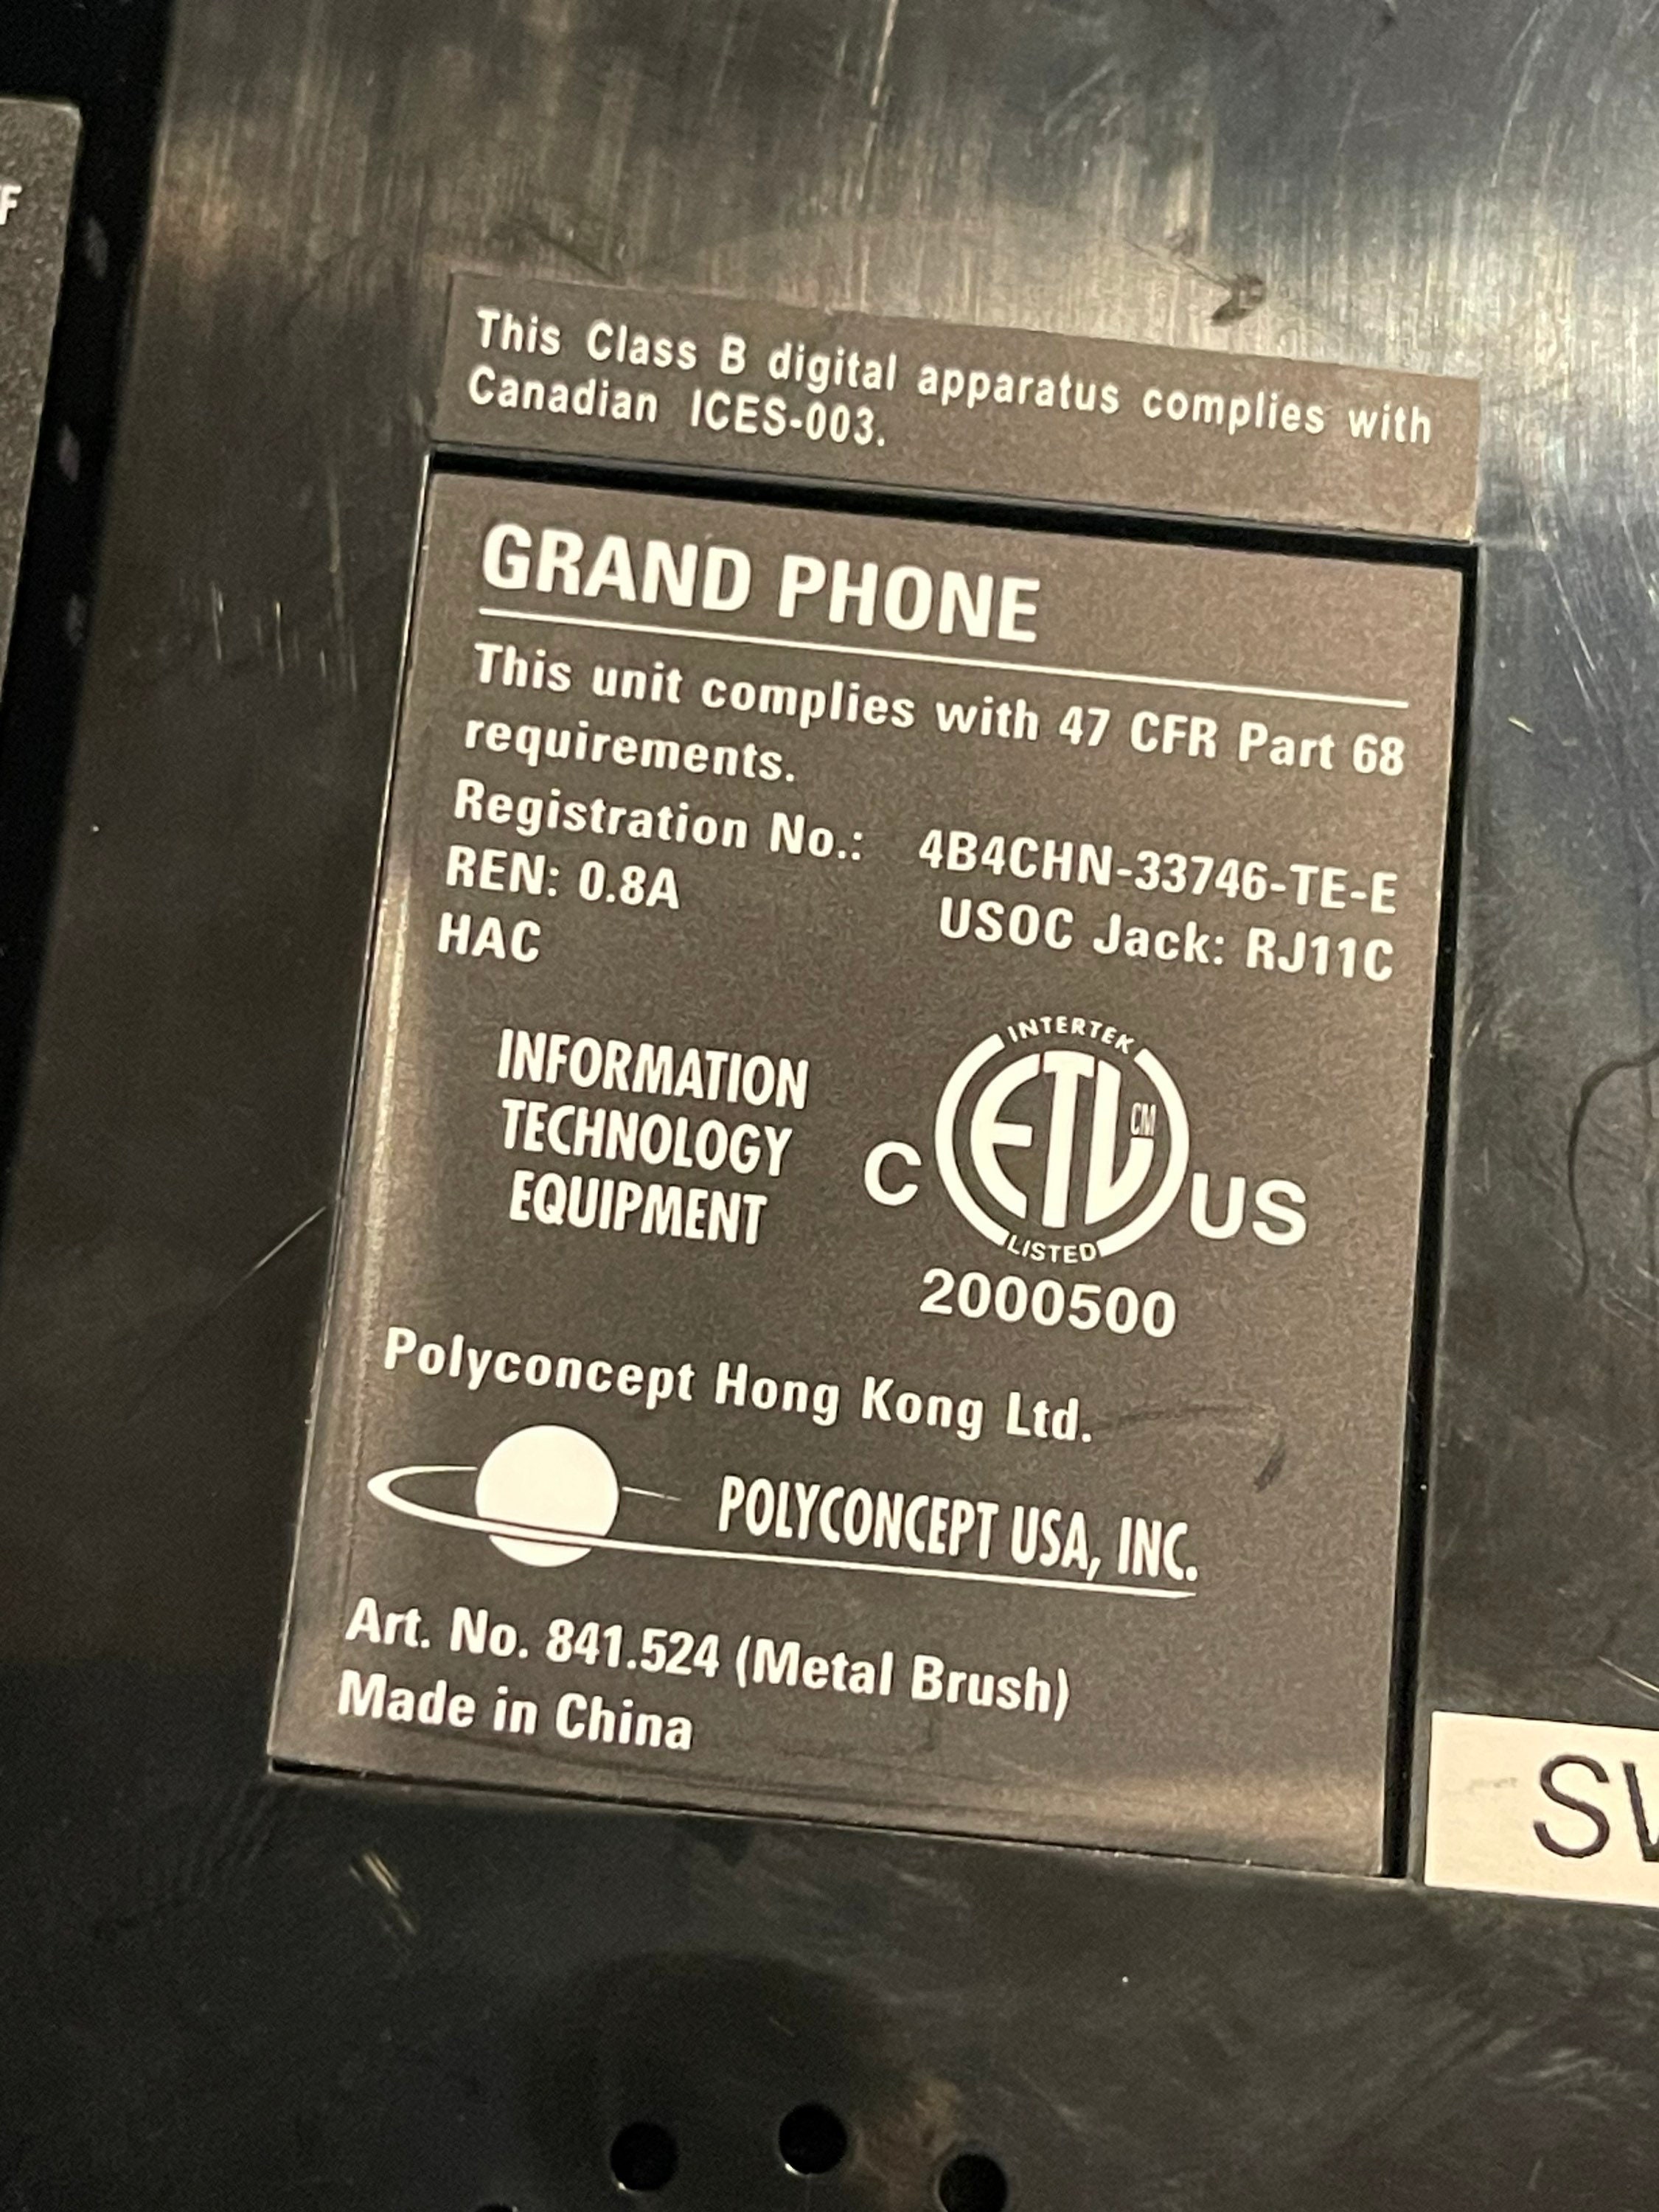 F
This Class B digital apparatus complies with
Canadian ICES-003.
GRAND PHONE
This unit complies with 47 CFR Part 68
requirements.
Registration No.: 4B4CHN-33746-TE-E
REN: 0.8A USOC Jack: RJ11C
HAC
INFORMATION
TECHNOLOGY
EQUIPMENT
INTERTEK
C ETL CM US
LISTED
2000500
Polyconcept Hong Kong Ltd.
POLYCONCEPT USA, INC.
Art. No. 841.524 (Metal Brush)
Made in China